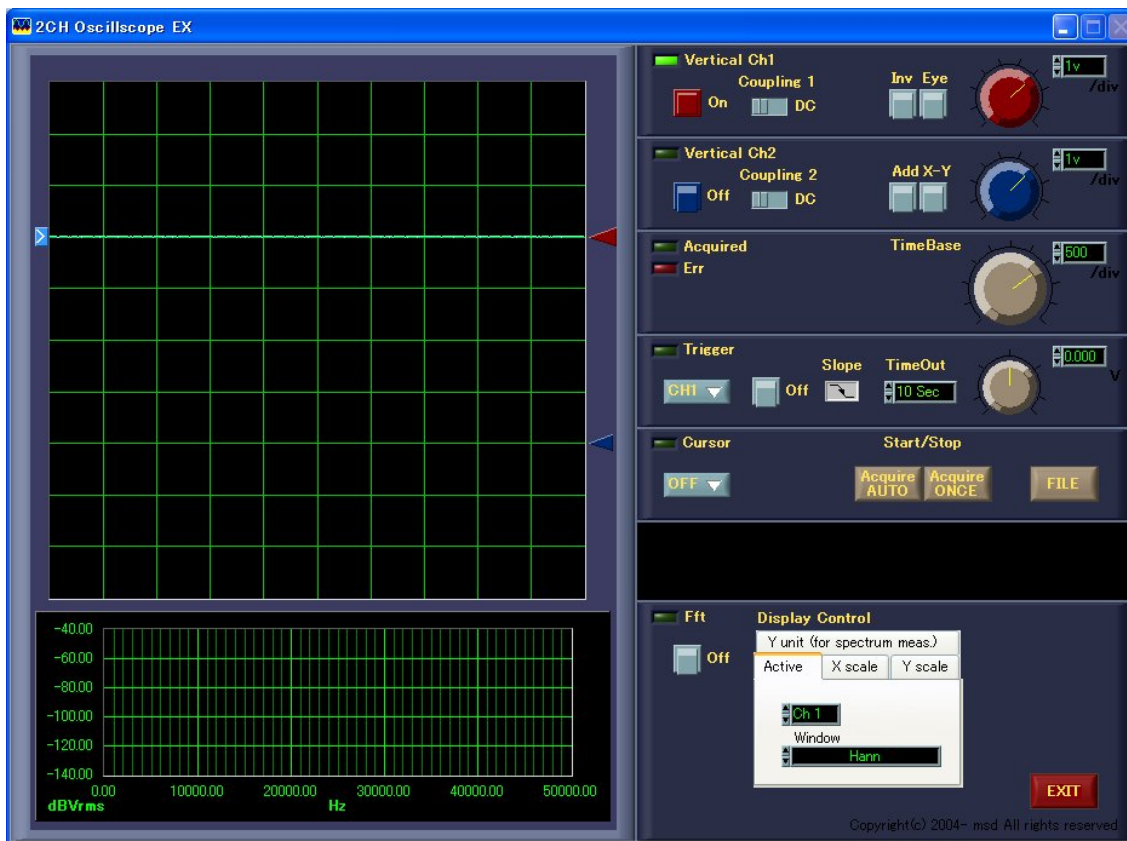 2CH Oscillscope EX
Vertical Ch1
Coupling 1
On
DC
Inv Eye
1v
/div
Vertical Ch2
Coupling 2
Off
DC
Add X-Y
1v
/div
Acquired
Err
TimeBase
500
/div
Trigger
CH1
Off
Slope
TimeOut
10 Sec
0.000
V
Cursor
OFF
Start/Stop
Acquire AUTO
Acquire ONCE
FILE
-40.00
-60.00
-80.00
-100.00
-120.00
-140.00
0.00 10000.00 20000.00 30000.00 40000.00 50000.00
dBVrms Hz
Fft
Off
Display Control
Y unit (for spectrum meas.)
Active X scale Y scale
Ch 1
Window
Hann
EXIT
Copyright(c) 2004- msd All rights reserved